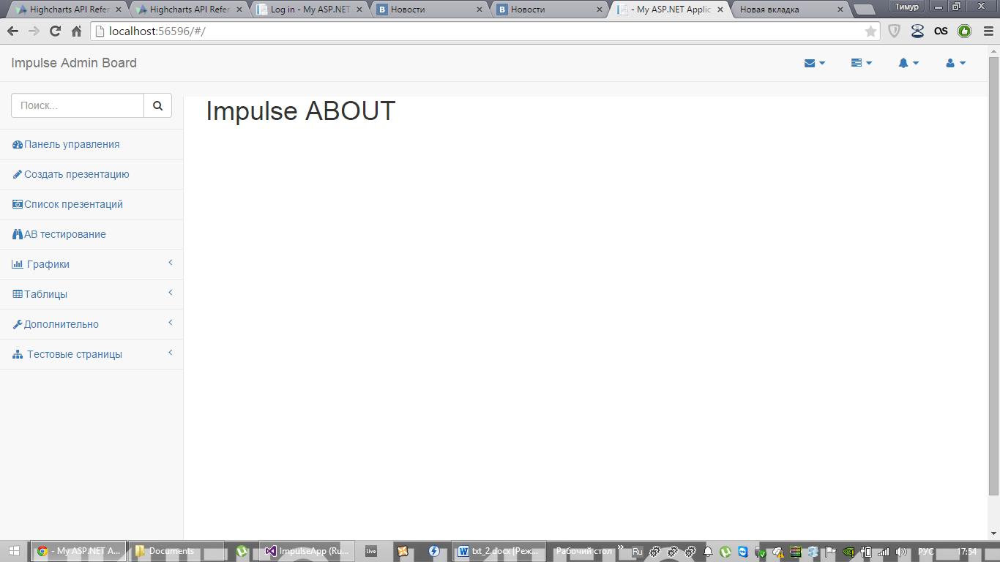 Highcharts API Refer
Highcharts API Refer
Log in - My ASP.NET
Новости
Новости
- My ASP.NET Applic
Новая вкладка
Тимур
localhost:56596/#/
Impulse Admin Board
Поиск...
Impulse ABOUT
Панель управления
Создать презентацию
Список презентаций
AB тестирование
Графики
Таблицы
Дополнительно
Тестовые страницы
- My ASP.NET A...
Documents
ImpulseApp (Ru...
live
txt_2.docx [Реж...
Рабочий стол
Ru
РУС
17:54